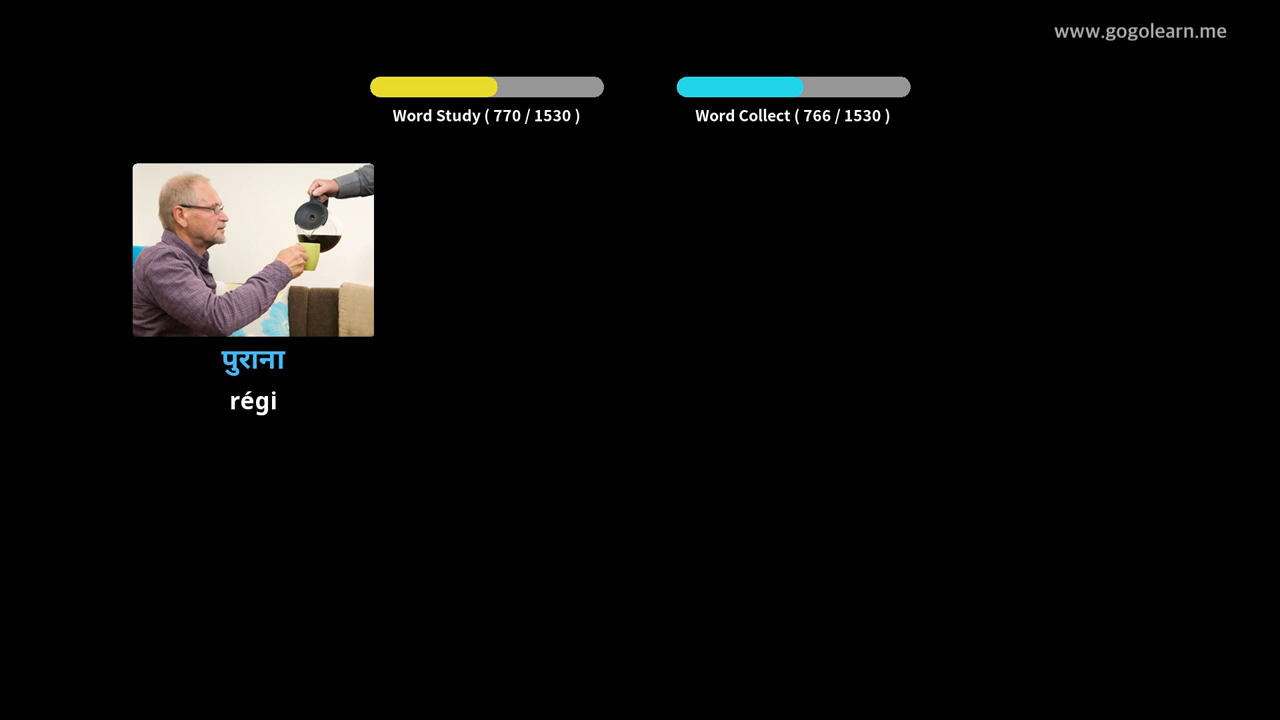 www.gogolearn.me
Word Study ( 770 / 1530 )
Word Collect ( 766 / 1530 )
पुराना
régi